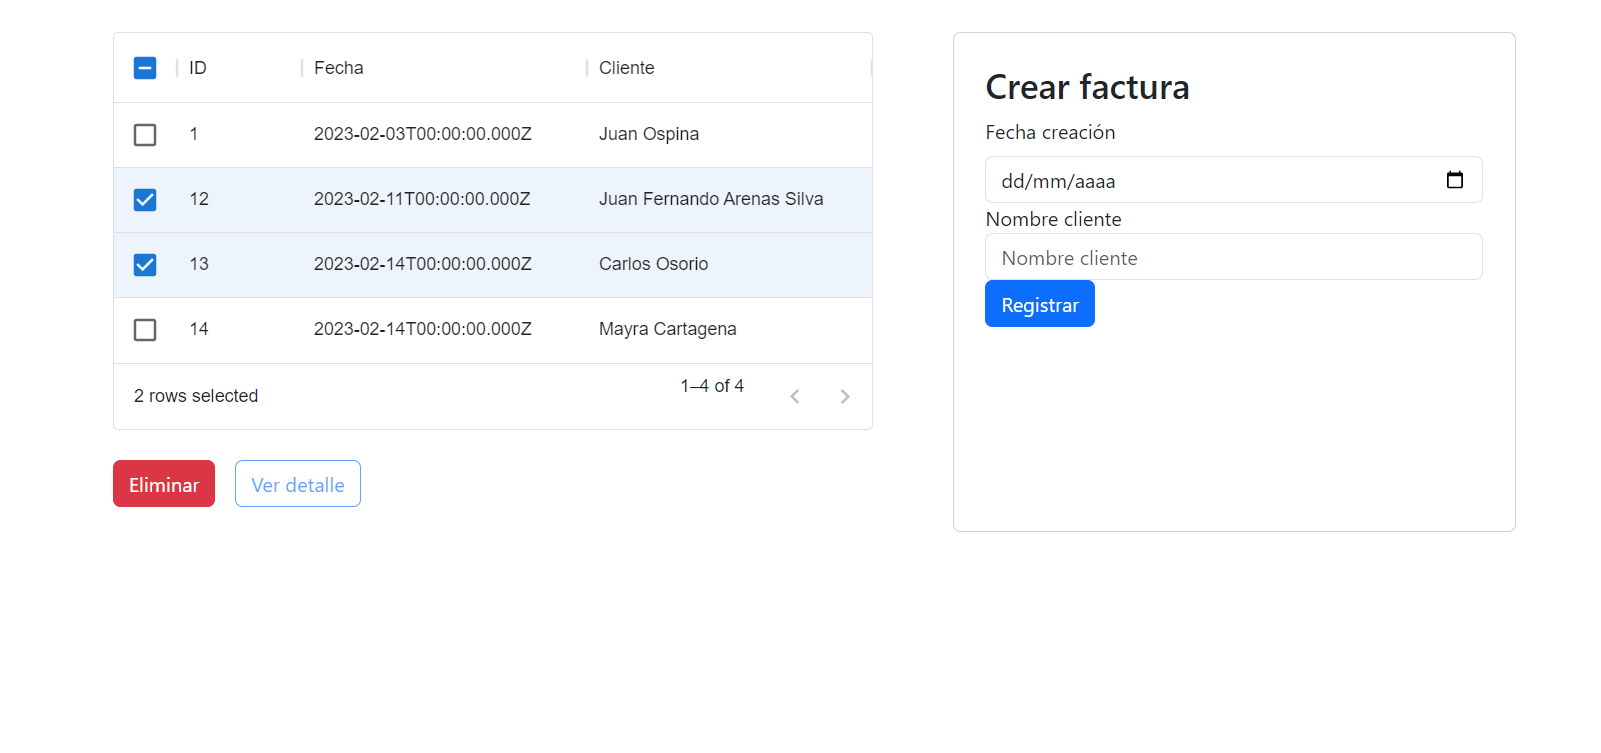 ID Fecha Cliente
1 2023-02-03T00:00:00.000Z Juan Ospina
12 2023-02-11T00:00:00.000Z Juan Fernando Arenas Silva
13 2023-02-14T00:00:00.000Z Carlos Osorio
14 2023-02-14T00:00:00.000Z Mayra Cartagena
2 rows selected 1–4 of 4
Eliminar Ver detalle
Crear factura
Fecha creación
dd/mm/aaaa
Nombre cliente
Nombre cliente
Registrar